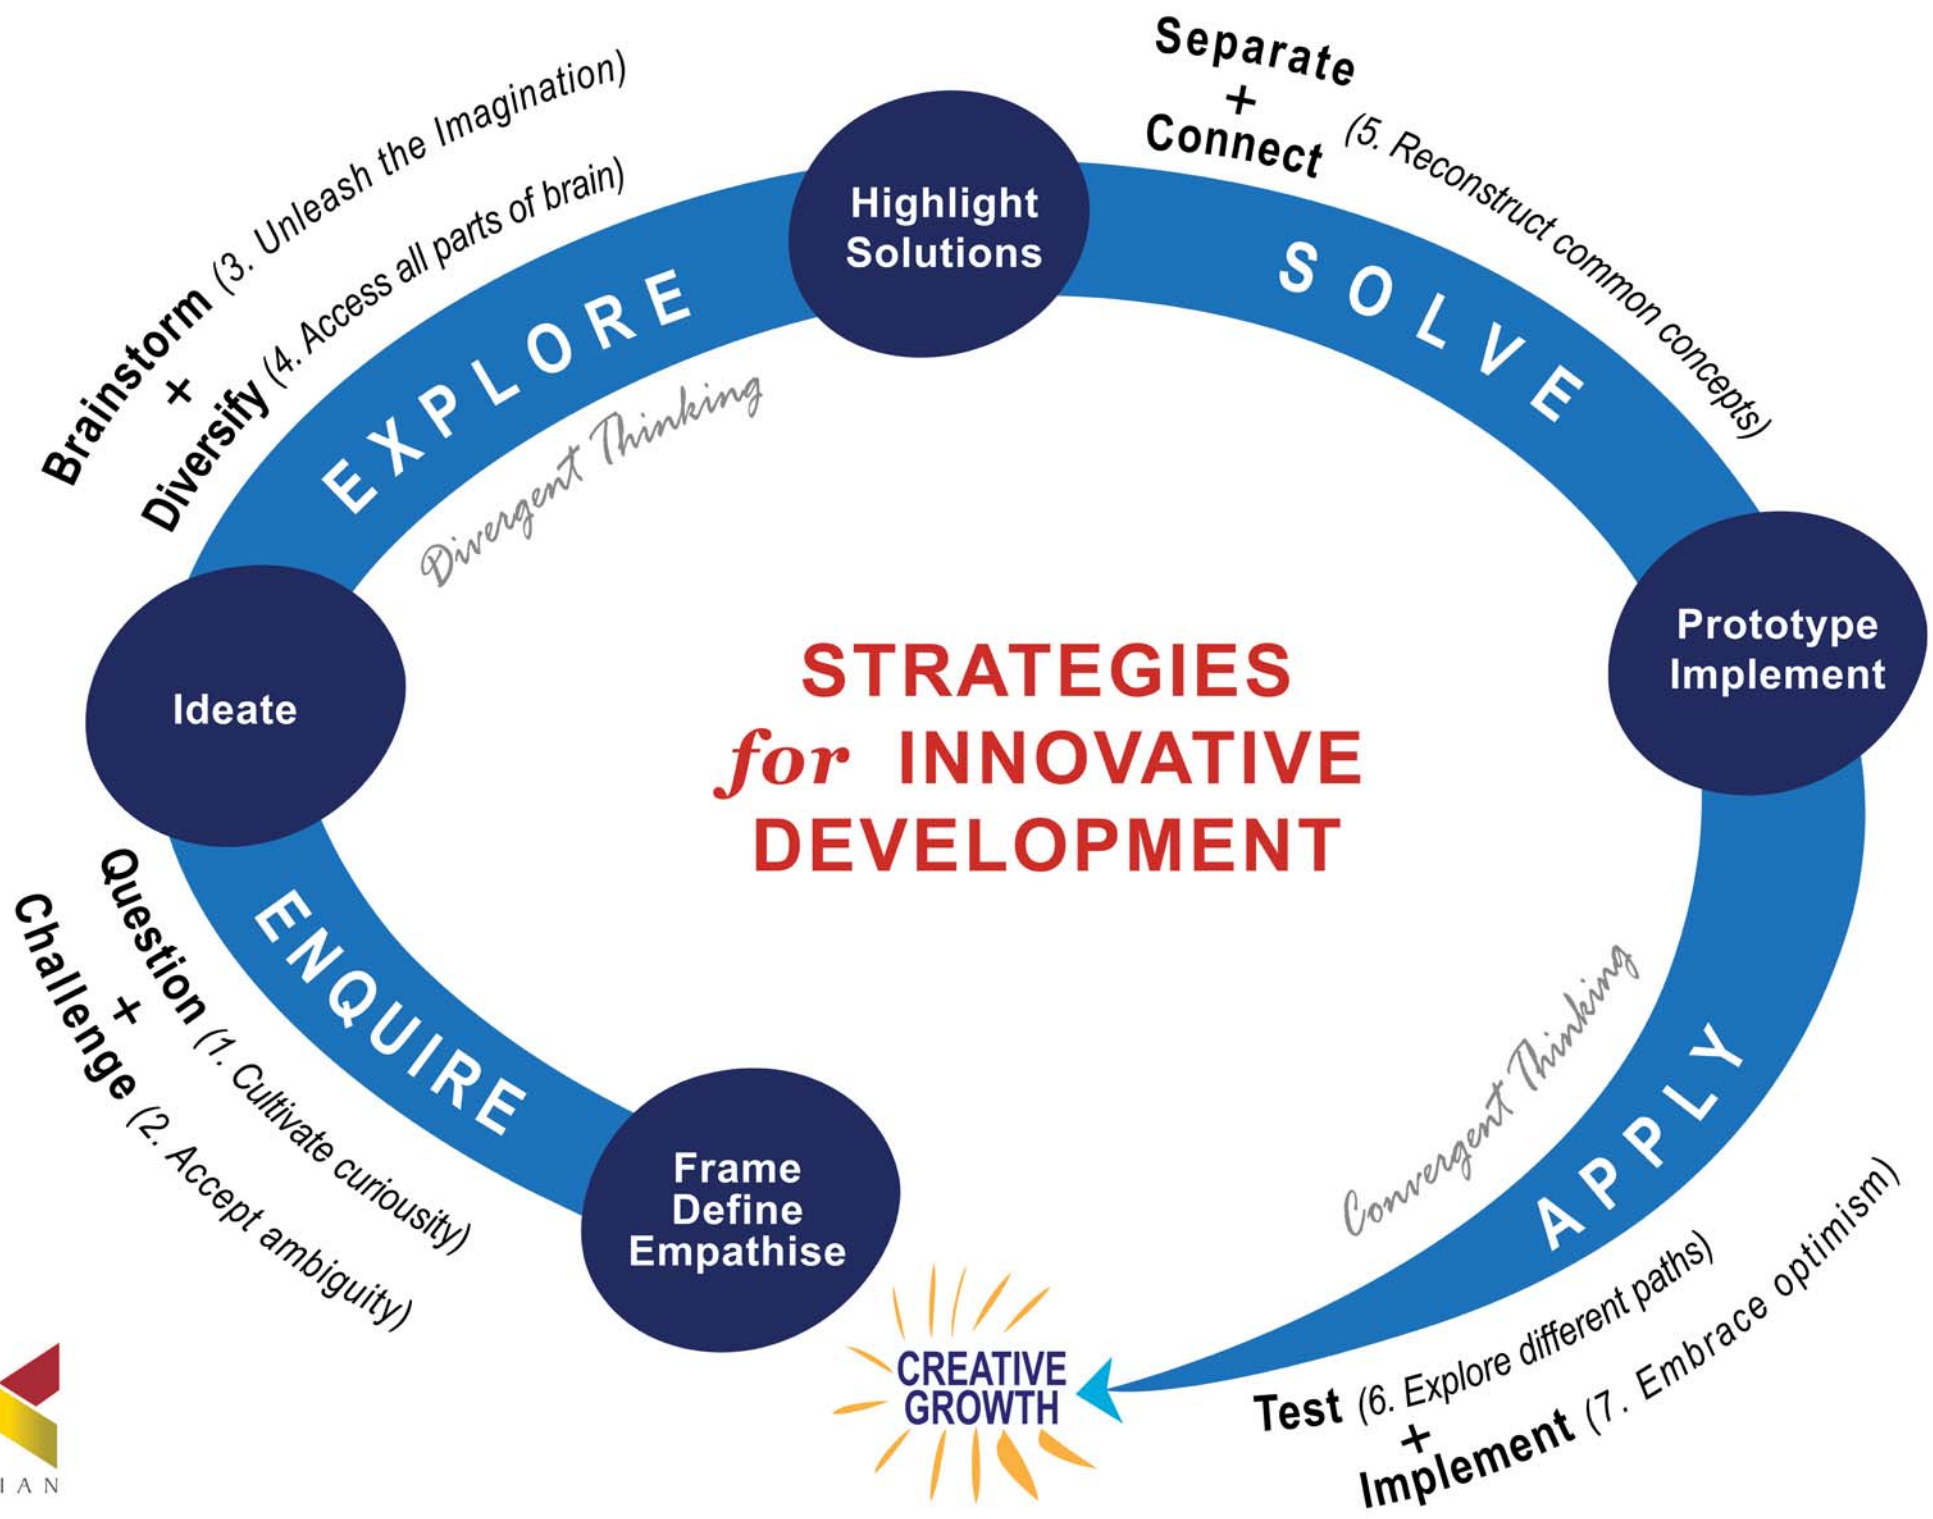 STRATEGIES
for INNOVATIVE
DEVELOPMENT
Frame
Define
Empathise
ENQUIRE
Question (1. Cultivate curiousity)
+
Challenge (2. Accept ambiguity)
Ideate
EXPLORE
Brainstorm (3. Unleash the Imagination)
+
Diversify (4. Access all parts of brain)
Divergent Thinking
Highlight
Solutions
SOLVE
Separate
+
Connect (5. Reconstruct common concepts)
Prototype
Implement
APPLY
Convergent Thinking
Test (6. Explore different paths)
+
Implement (7. Embrace optimism)
CREATIVE
GROWTH
IAN